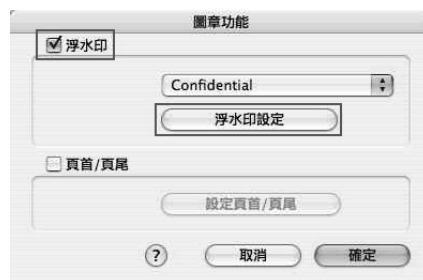 圖章功能
浮水印
Confidential
浮水印設定
頁首/頁尾
設定頁首/頁尾
?
取消
確定